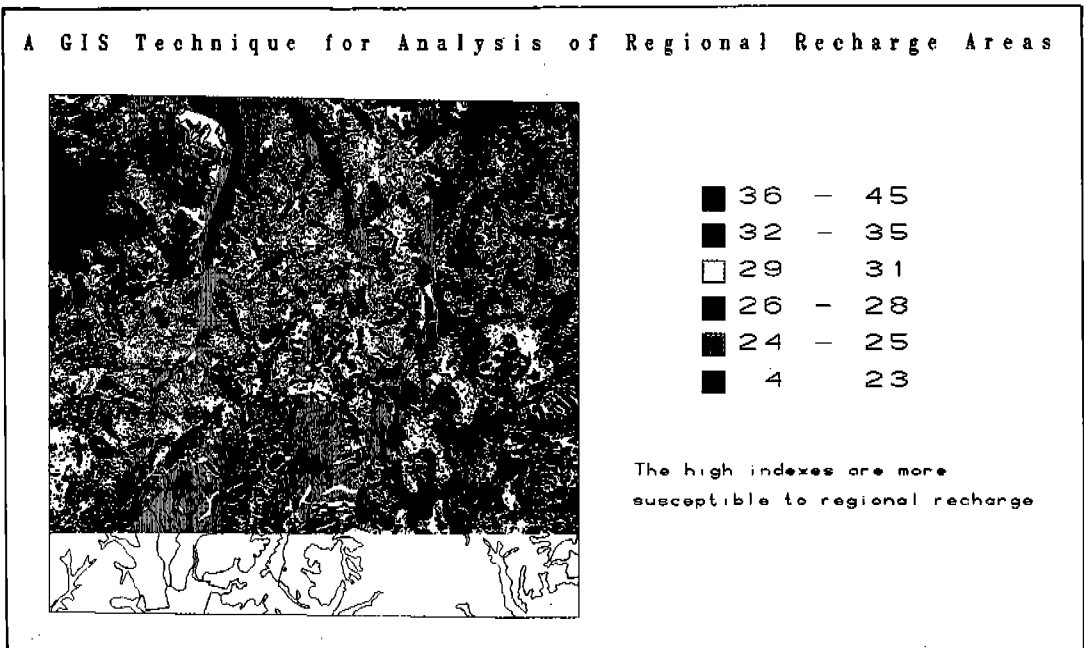 A GIS Technique for Analysis of Regional Recharge Areas
36 - 45
32 - 35
29 31
26 - 28
24 - 25
4 23
The high indexes are more
susceptible to regional recharge